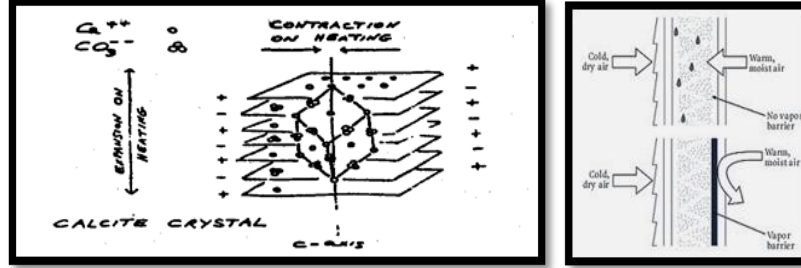 Ca ++
CO3 --
CONTRACTION
ON HEATING
EXPANSION ON
HEATING
+
-
+
-
+
-
+
+
-
+
-
+
-
+
CALCITE CRYSTAL
C-AXIS
Cold,
dry air
Warm,
moist air
No vapor
barrier
Warm,
moist air
Cold,
dry air
Vapor
barrier